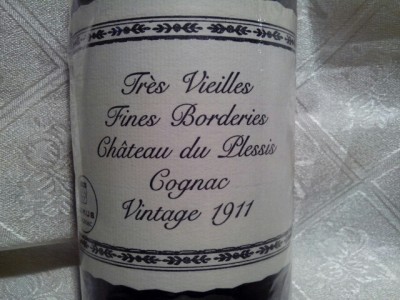 Très Vieilles
Fines Borderies
Château du Plessis
Cognac
Vintage 1911